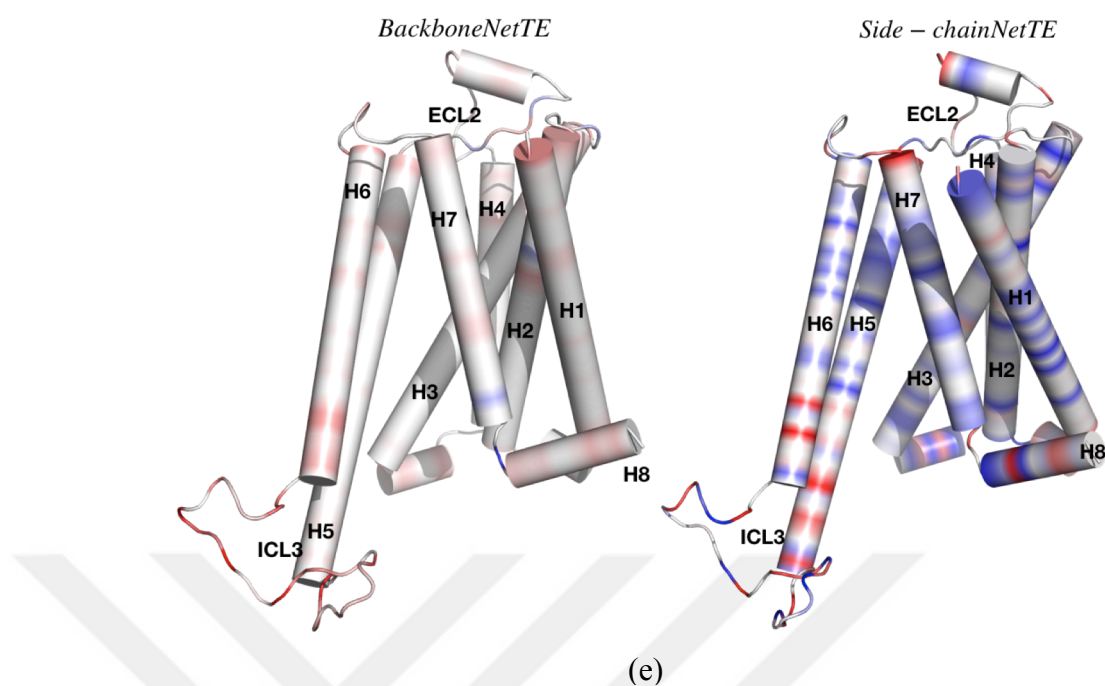 BackboneNetTE
Side – chainNetTE
ECL2
H6
H7
H4
H2
H1
H3
H8
H5
ICL3
ECL2
H4
H7
H1
H6
H5
H2
H3
H8
ICL3
(e)